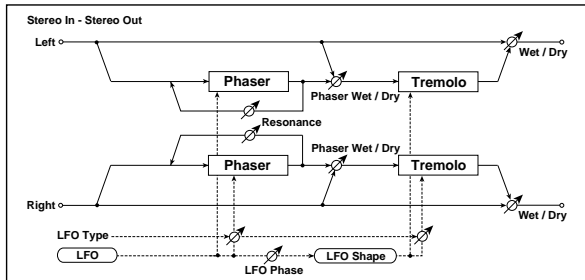 Stereo In - Stereo Out
Left
Wet / Dry
Phaser
Tremolo
Phaser Wet / Dry
Resonance
Phaser Wet / Dry
Phaser
Tremolo
Right
Wet / Dry
LFO Type
LFO
LFO Shape
LFO Phase